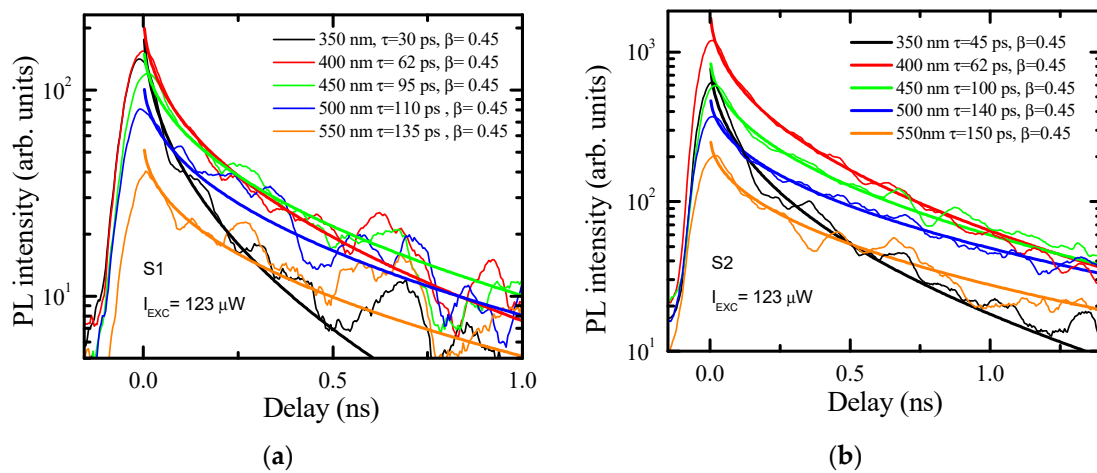 350 nm, τ=30 ps, β= 0.45
400 nm τ= 62 ps, β= 0.45
450 nm τ= 95 ps, β= 0.45
500 nm τ=110 ps , β= 0.45
550 nm τ=135 ps , β= 0.45
PL intensity (arb. units)
10²
10¹
S1
I_EXC= 123 μW
0.0 0.5 1.0
Delay (ns)
(a)
350 nm τ=45 ps, β=0.45
400 nm τ=62 ps, β=0.45
450 nm τ=100 ps, β=0.45
500 nm τ=140 ps, β=0.45
550nm τ=150 ps, β=0.45
PL intensity (arb. units)
10³
10²
10¹
S2
I_EXC= 123 μW
0.0 0.5 1.0
Delay (ns)
(b)